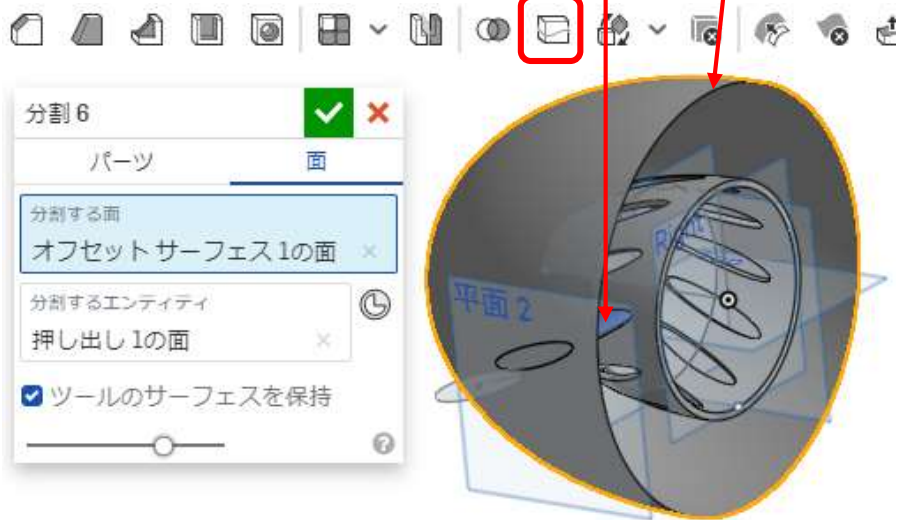 分割 6
パーツ 面
分割する面
オフセット サーフェス 1の面
分割するエンティティ
押し出し 1の面
ツールのサーフェスを保持
Right
平面 2